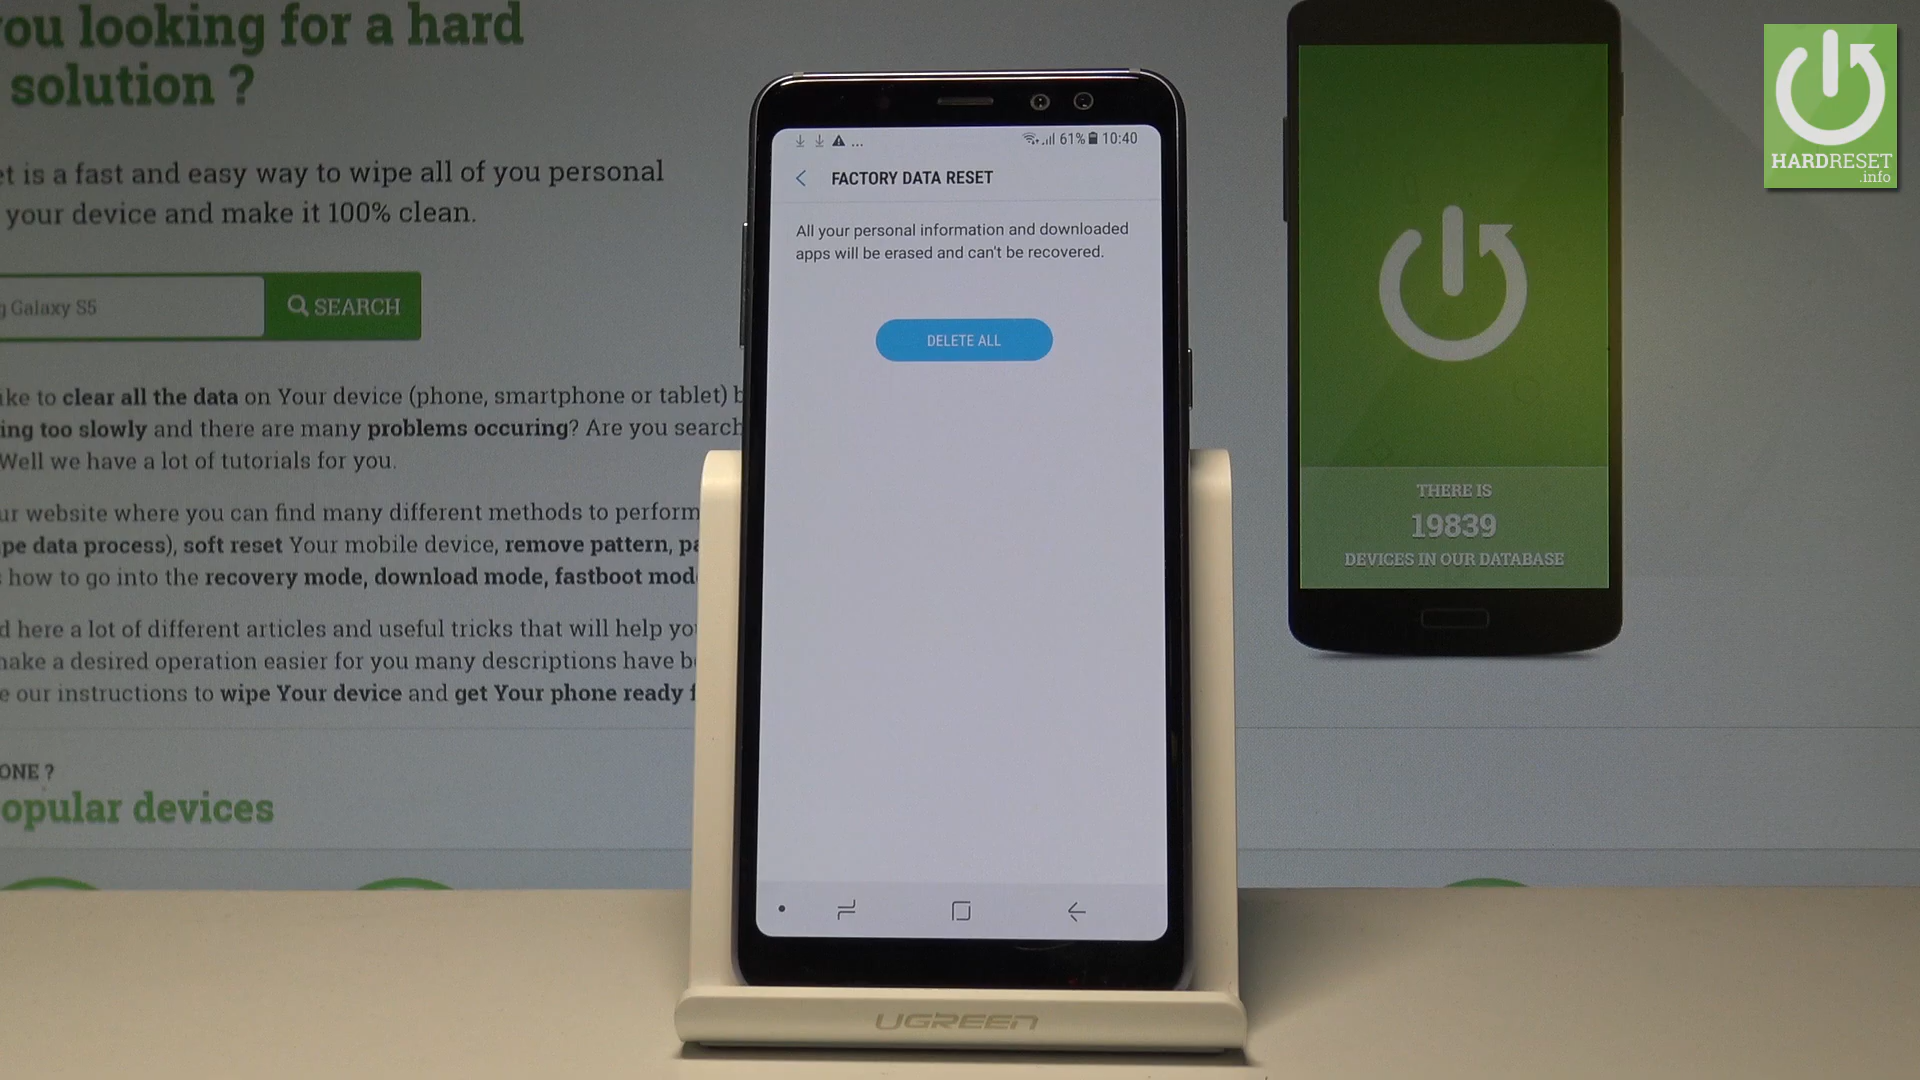 you looking for a hard
solution ?
et is a fast and easy way to wipe all of you personal
your device and make it 100% clean.
g Galaxy S5
SEARCH
ike to clear all the data on Your device (phone, smartphone or tablet) b
ing too slowly and there are many problems occuring? Are you search
Well we have a lot of tutorials for you.
ur website where you can find many different methods to perform
pe data process), soft reset Your mobile device, remove pattern, pa
how to go into the recovery mode, download mode, fastboot mod
d here a lot of different articles and useful tricks that will help yo
make a desired operation easier for you many descriptions have b
e our instructions to wipe Your device and get Your phone ready f
ONE ?
opular devices
... 61% 10:40
FACTORY DATA RESET
All your personal information and downloaded
apps will be erased and can't be recovered.
DELETE ALL
UGREEN
THERE IS
19839
DEVICES IN OUR DATABASE
HARDRESET
.info